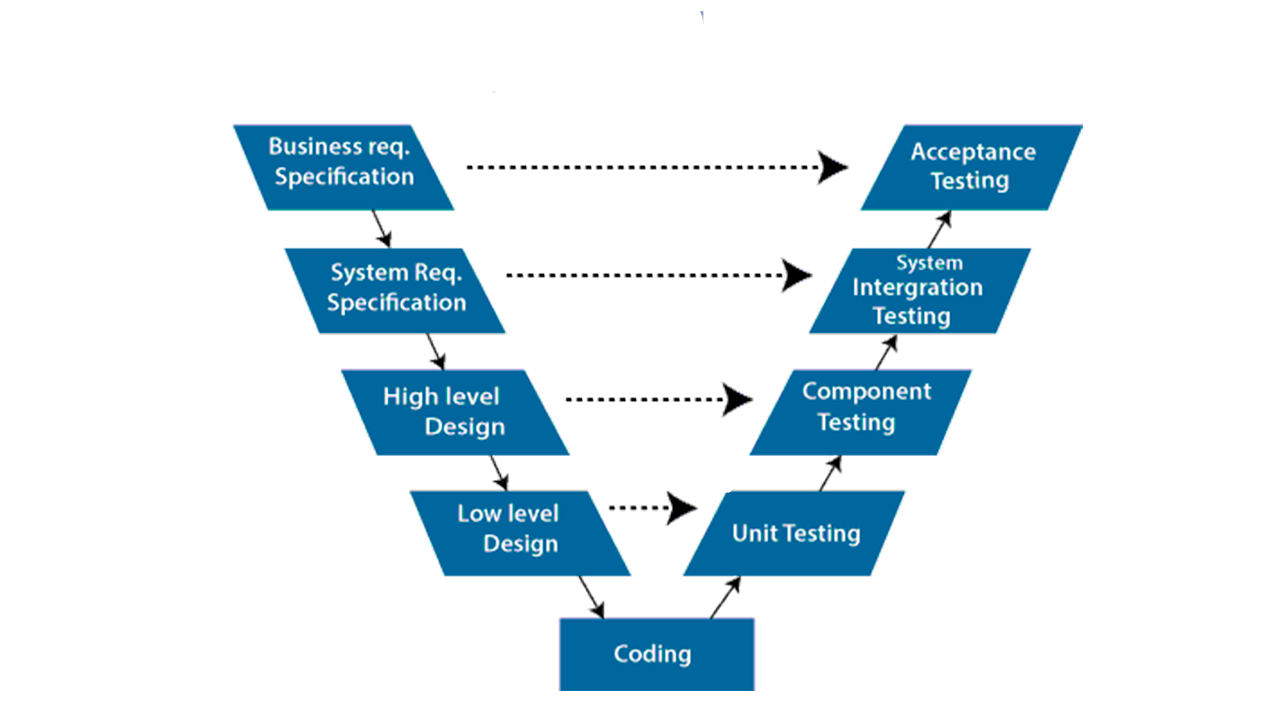 Business req.
Specification
Acceptance
Testing
System Req.
Specification
System
Intergration
Testing
High level
Design
Component
Testing
Low level
Design
Unit Testing
Coding